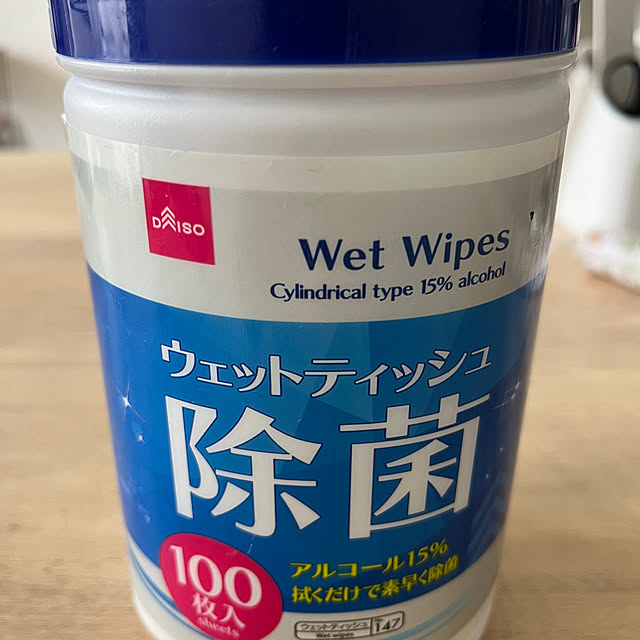 DAISO
Wet Wipes
Cylindrical type 15% alcohol
ウェットティッシュ
除菌
100
枚入
sheets
アルコール15%
拭くだけで素早く除菌
ウェットティッシュ
Wet wipes
No.
147